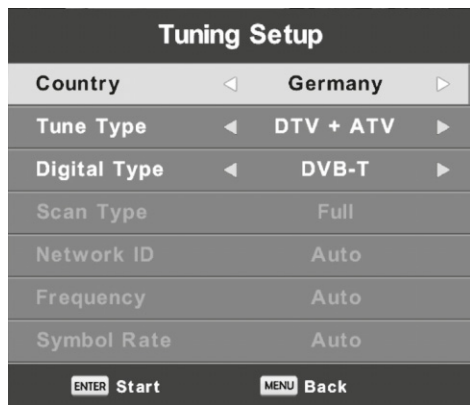 Tuning Setup
Country Germany
Tune Type DTV + ATV
Digital Type DVB-T
Scan Type Full
Network ID Auto
Frequency Auto
Symbol Rate Auto
ENTER Start MENU Back